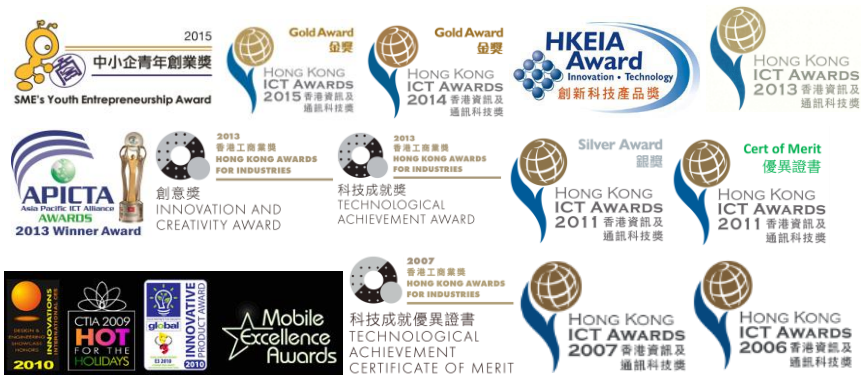 2015
中小企青年創業獎
SME's Youth Entrepreneurship Award
Gold Award
金獎
HONG KONG
ICT AWARDS
2015 香港資訊及
通訊科技獎
Gold Award
金獎
HONG KONG
ICT AWARDS
2014 香港資訊及
通訊科技獎
HKEIA
Award
Innovation • Technology
創新科技產品獎
HONG KONG
ICT AWARDS
2013 香港資訊及
通訊科技獎
APICTA
Asia Pacific ICT Alliance
AWARDS
2013 Winner Award
2013
香港工商業獎
HONG KONG AWARDS
FOR INDUSTRIES
創意獎
INNOVATION AND
CREATIVITY AWARD
2013
香港工商業獎
HONG KONG AWARDS
FOR INDUSTRIES
科技成就獎
TECHNOLOGICAL
ACHIEVEMENT AWARD
Silver Award
銀獎
HONG KONG
ICT AWARDS
2011 香港資訊及
通訊科技獎
Cert of Merit
優異證書
HONG KONG
ICT AWARDS
2011 香港資訊及
通訊科技獎
INNOVATIONS
INTERNATIONAL CES
DESIGN &
ENGINEERING
SHOWCASE
HONORS
2010
CTIA 2009
HOT
FOR THE
HOLIDAYS
global
INNOVATIVE
PRODUCT AWARD
2010
Mobile
Excellence
Awards
2007
香港工商業獎
HONG KONG AWARDS
FOR INDUSTRIES
科技成就優異證書
TECHNOLOGICAL
ACHIEVEMENT
CERTIFICATE OF MERIT
HONG KONG
ICT AWARDS
2007 香港資訊及
通訊科技獎
HONG KONG
ICT AWARDS
2006 香港資訊及
通訊科技獎